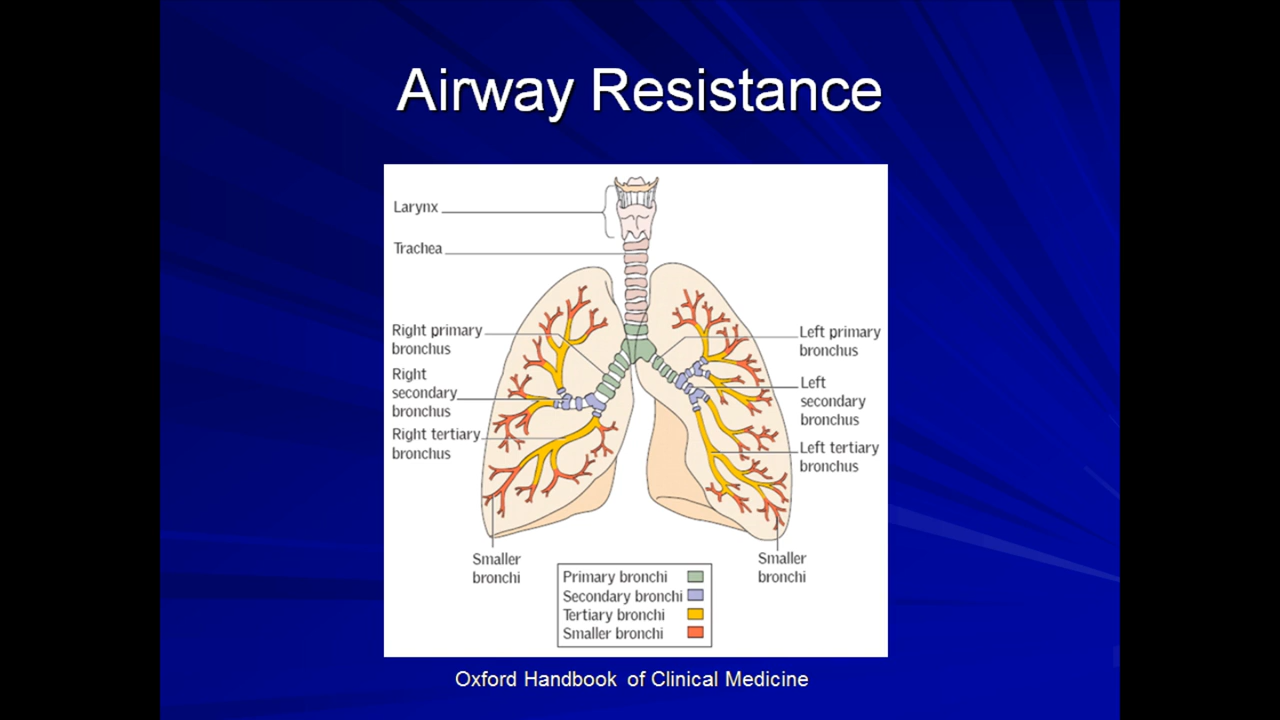 Airway Resistance
Larynx
Trachea
Right primary
bronchus
Right
secondary
bronchus
Right tertiary
bronchus
Left primary
bronchus
Left
secondary
bronchus
Left tertiary
bronchus
Smaller
bronchi
Smaller
bronchi
Primary bronchi
Secondary bronchi
Tertiary bronchi
Smaller bronchi
Oxford Handbook of Clinical Medicine